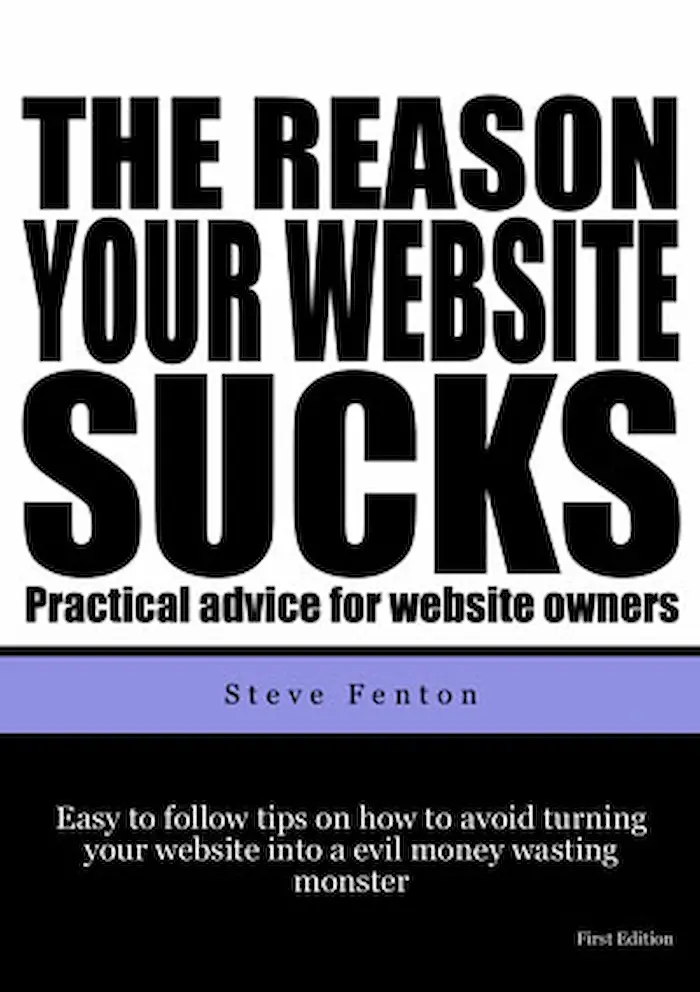 THE REASON
YOUR WEBSITE
SUCKS
Practical advice for website owners
Steve Fenton
Easy to follow tips on how to avoid turning
your website into a evil money wasting
monster
First Edition